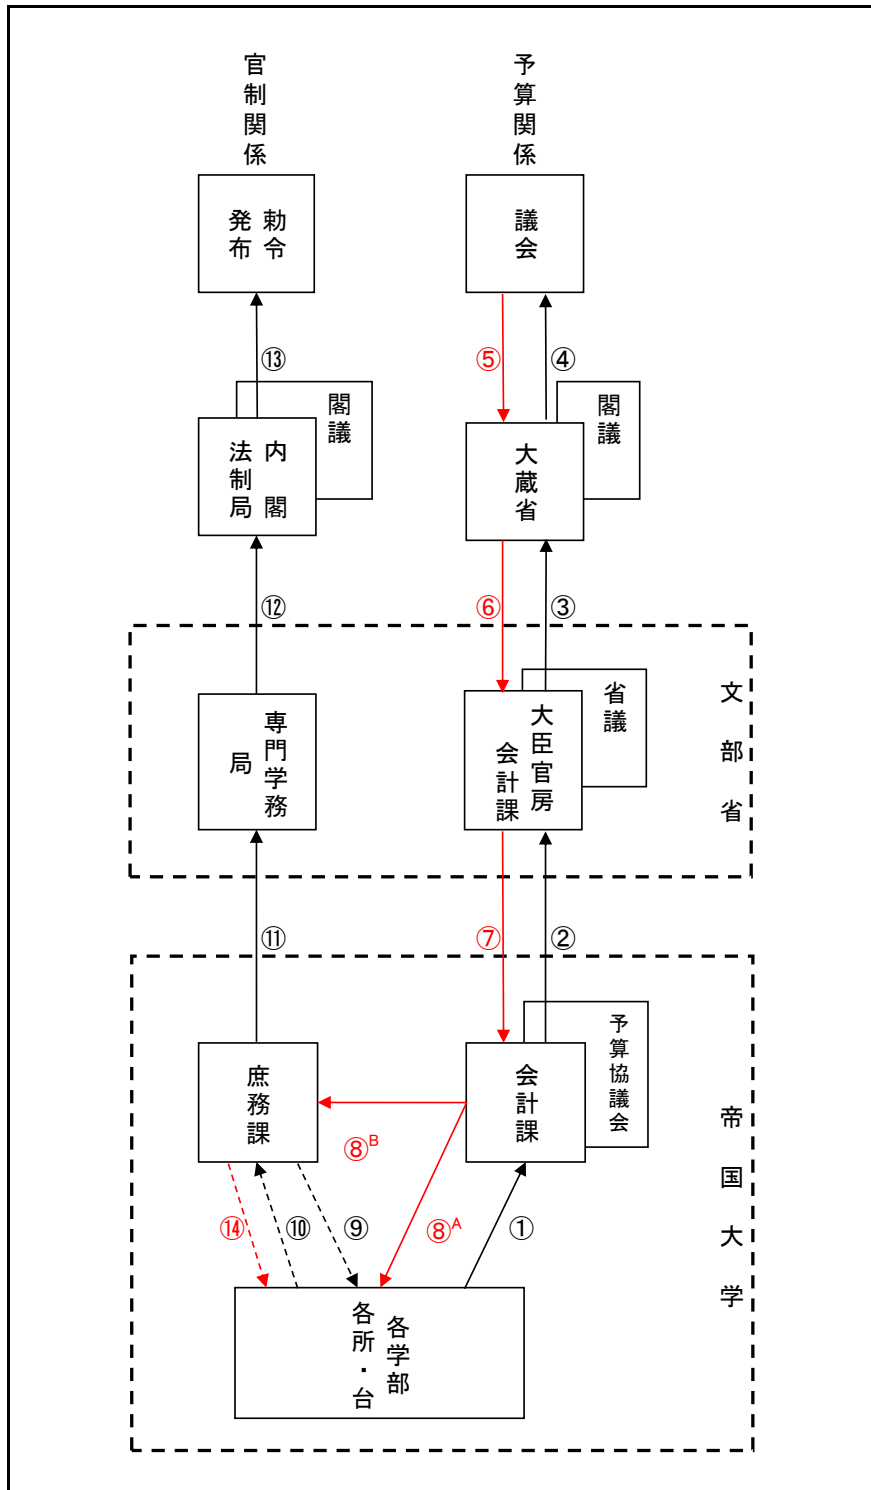 官制関係
予算関係
勅令
発布
議会
⑬
⑤
④
閣議
閣議
内閣
法制局
大蔵省
⑫
⑥
③
文部省
省議
専門学務
局
大臣官房
会計課
⑪
⑦
②
予算協議会
庶務課
会計課
帝国大学
⑧B
⑭
⑩
⑨
⑧A
①
各学部
各所・台